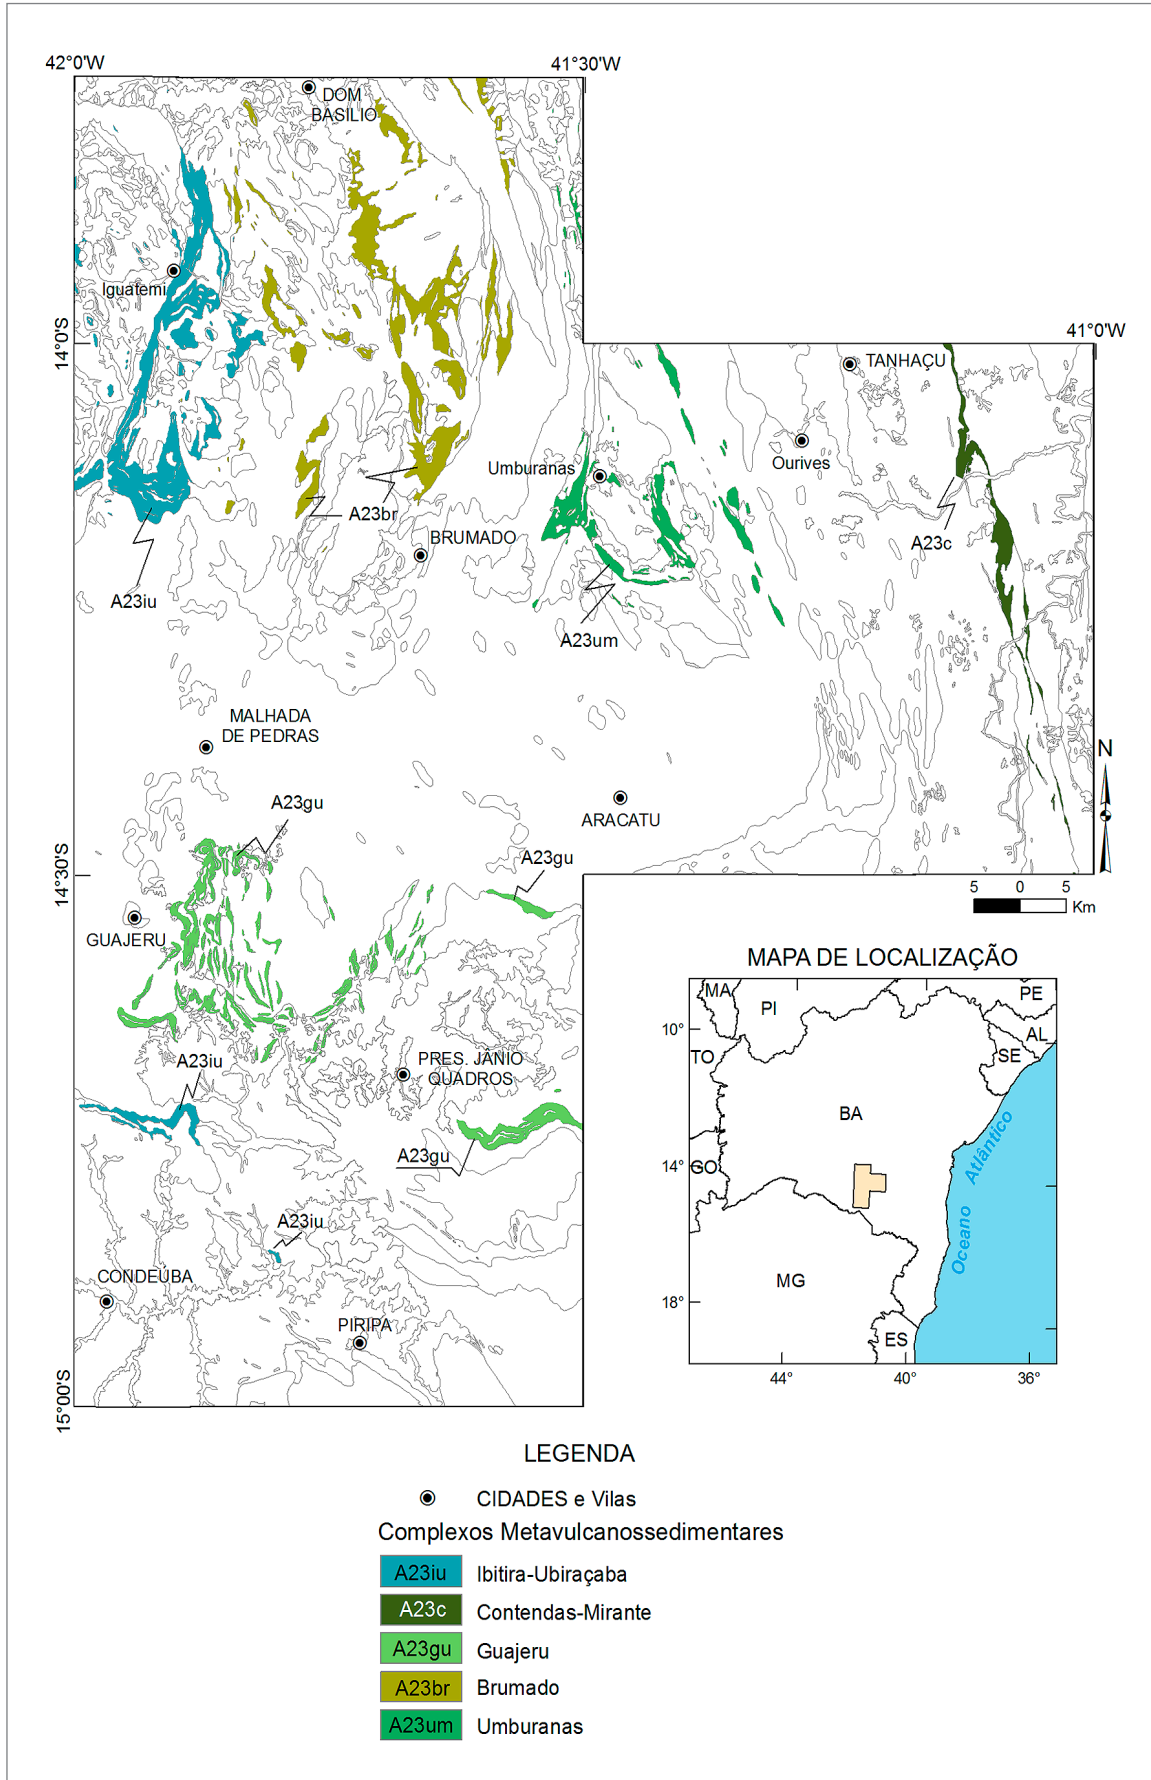 42°0'W
41°30'W
DOM
BASILIO
Iguatemi
14°0'S
41°0'W
TANHAÇU
Ourives
Umburanas
A23br
BRUMADO
A23c
A23iu
A23um
MALHADA
DE PEDRAS
N
A23gu
ARACATU
A23gu
14°30'S
5 0 5
Km
GUAJERU
MAPA DE LOCALIZAÇÃO
MA
PI
PE
10°
AL
TO
SE
A23iu
PRES. JÂNIO
QUADROS
BA
Atlântico
A23gu
14°
GO
A23iu
Oceano
CONDEÚBA
MG
18°
PIRIPA
ES
44° 40° 36°
15°00'S
LEGENDA
CIDADES e Vilas
Complexos Metavulcanossedimentares
A23iu Ibitira-Ubiraçaba
A23c Contendas-Mirante
A23gu Guajeru
A23br Brumado
A23um Umburanas